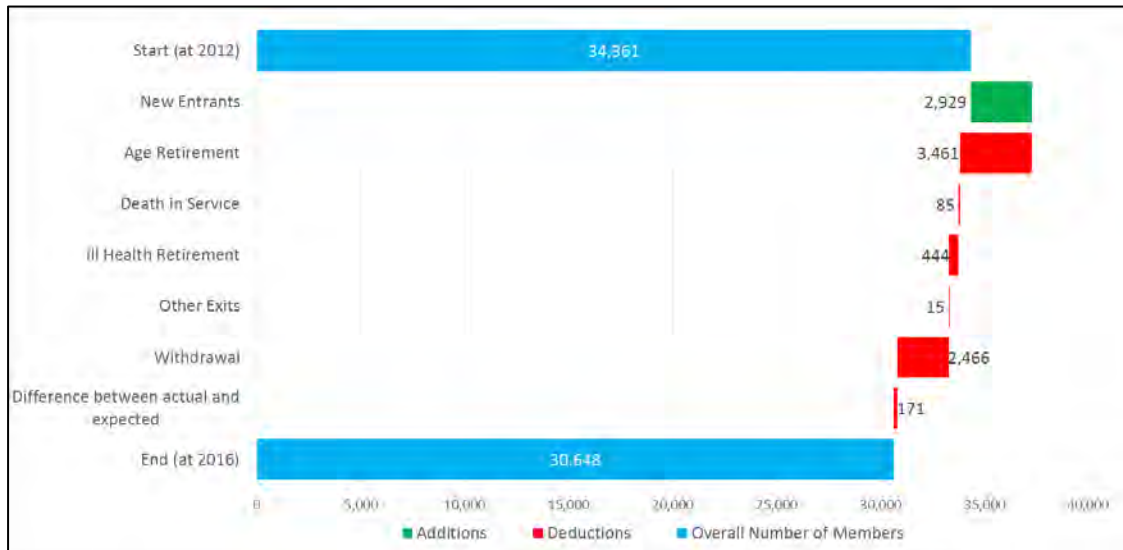 Start (at 2012)
34,361
New Entrants
2,929
Age Retirement
3,461
Death in Service
85
ill Health Retirement
444
Other Exits
15
Withdrawal
2,466
Difference between actual and
expected
171
End (at 2016)
30,648
0 5,000 10,000 15,000 20,000 25,000 30,000 35,000 40,000
Additions Deductions Overall Number of Members